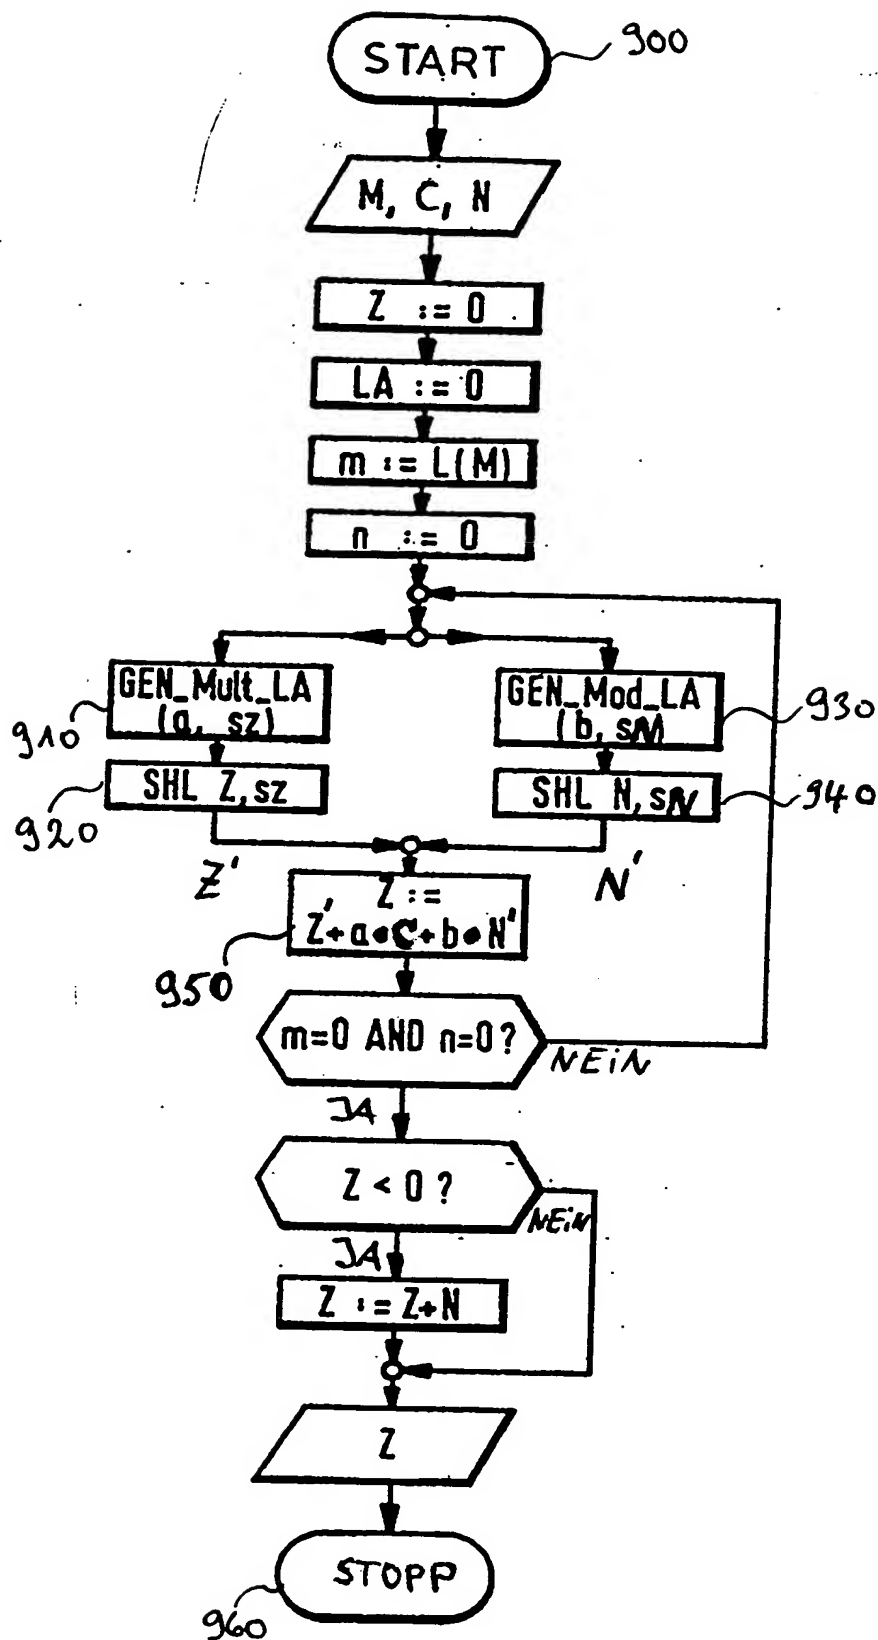 START
900
M, C, N
Z := 0
LA := 0
m := L(M)
n := 0
GEN_Mult_LA
(a, sz)
910
GEN_Mod_LA
(b, sN)
930
SHL Z, sz
920
SHL N, sN
940
Z'
N'
Z :=
Z'+a•C+b•N'
950
m=0 AND n=0?
NEiN
JA
Z < 0 ?
NEiN
JA
Z := Z+N
Z
STOPP
960